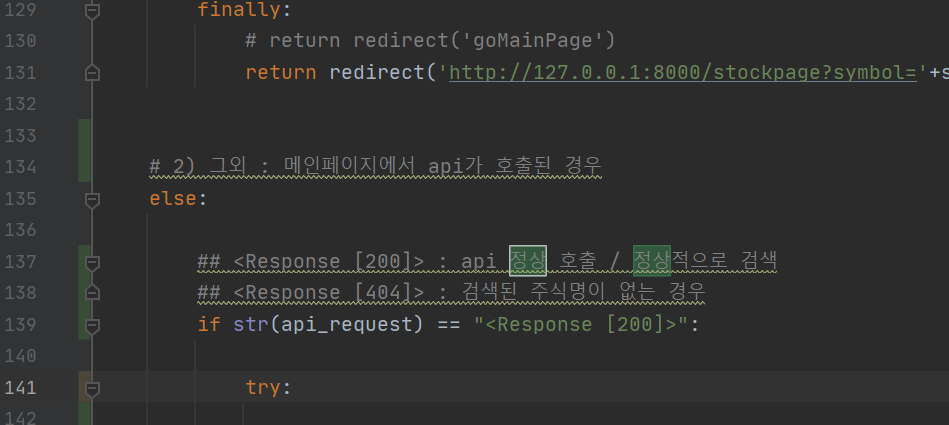 129 finally:
130 # return redirect('goMainPage')
131 return redirect('http://127.0.0.1:8000/stockpage?symbol='+s
132
133
134 # 2) 그외 : 메인페이지에서 api가 호출된 경우
135 else:
136
137 ## <Response [200]> : api 정상 호출 / 정상적으로 검색
138 ## <Response [404]> : 검색된 주식명이 없는 경우
139 if str(api_request) == "<Response [200]>":
140
141 try:
142